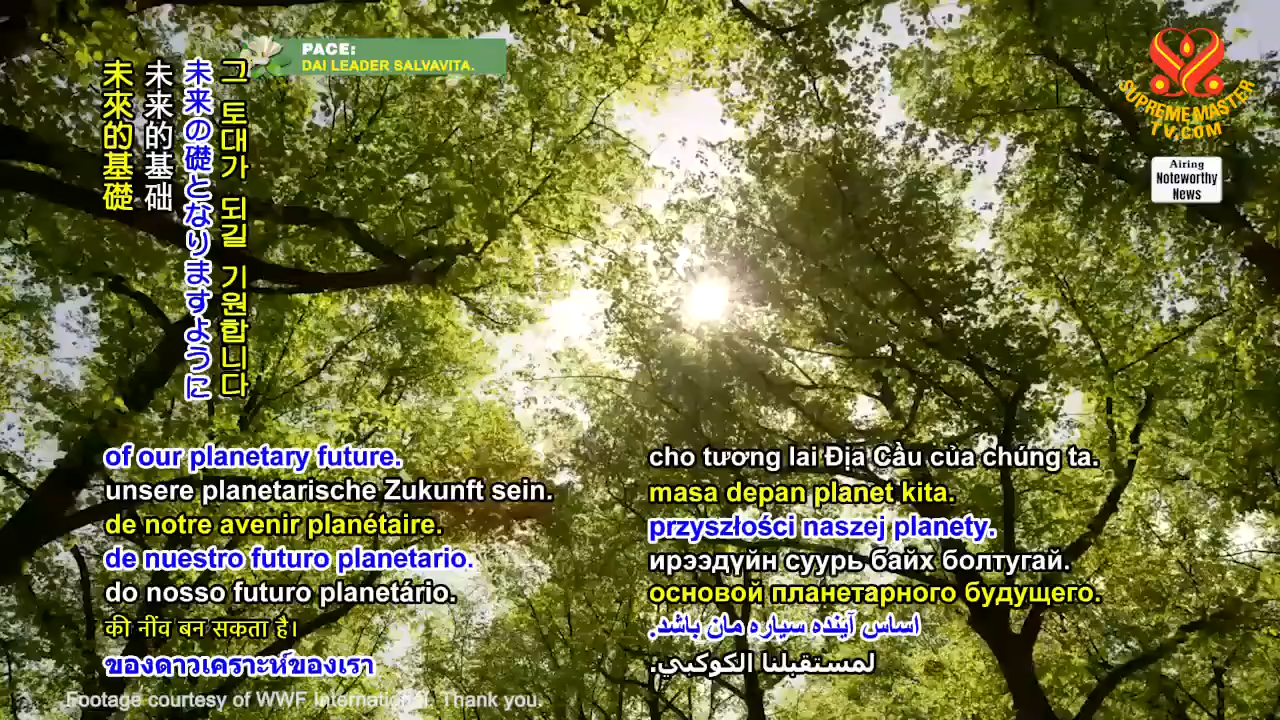 PACE:
DAI LEADER SALVAVITA.
SUPREME MASTER
TV.COM
Airing
Noteworthy
News
그 토대가 되길 기원합니다
未来の礎となりますように
未来的基础
未來的基礎
of our planetary future.
unsere planetarische Zukunft sein.
de notre avenir planétaire.
de nuestro futuro planetario.
do nosso futuro planetário.
की नींव बन सकता है।
ของดาวเคราะห์ของเรา
cho tương lai Địa Cầu của chúng ta.
masa depan planet kita.
przyszłości naszej planety.
ирээдүйн суурь байх болтугай.
основой планетарного будущего.
اساس آینده سیاره مان باشد.
لمستقبلنا الكوكبي.
Footage courtesy of WWF International. Thank you.